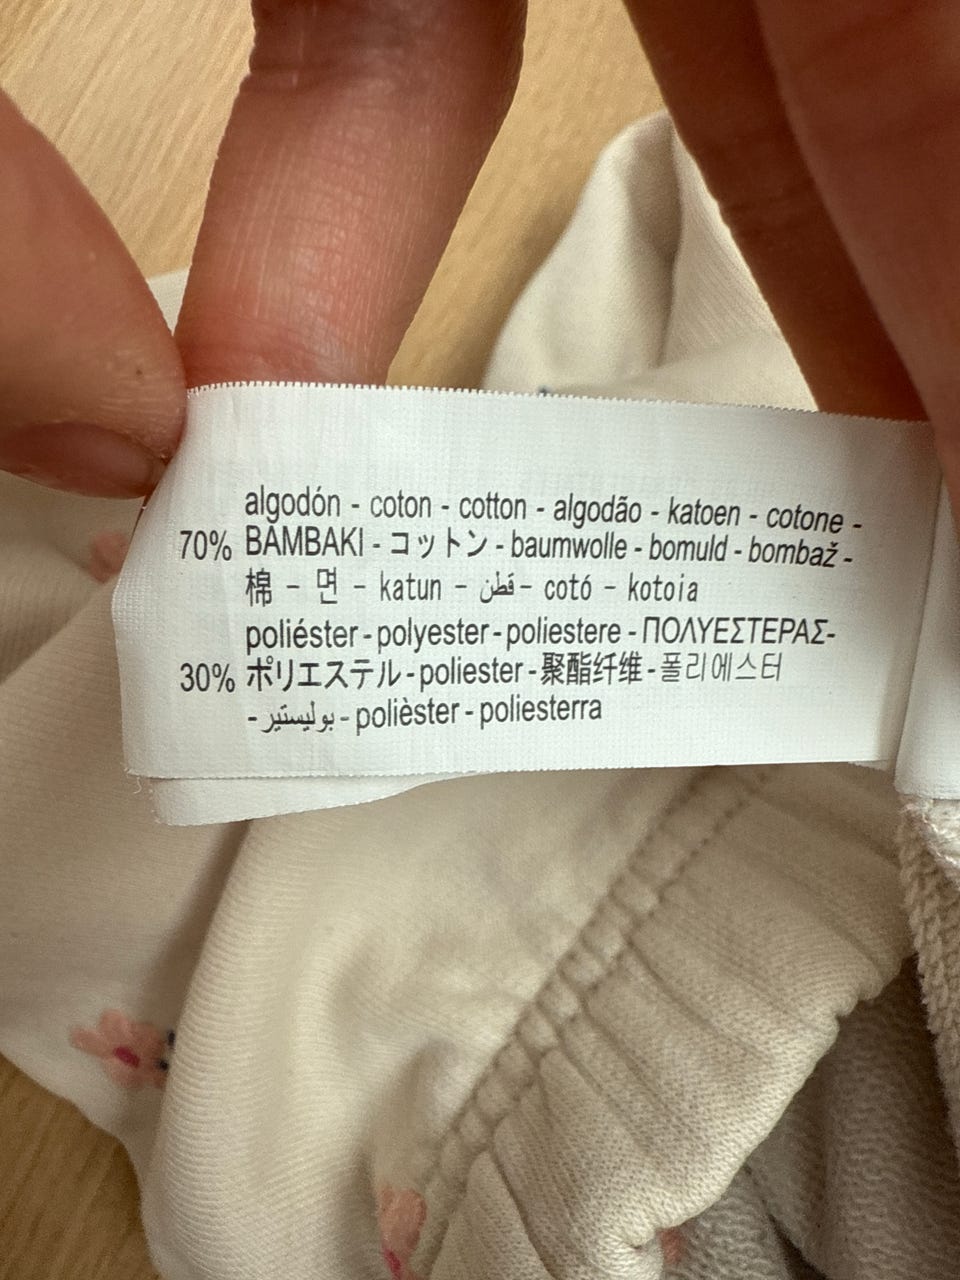 algodón - coton - cotton - algodão - katoen - cotone -
70% BAMBAKI - コットン - baumwolle - bomuld - bombaž -
棉 - 면 - katun - قطن - cotó - kotoia
poliéster - polyester - poliestere - ΠΟΛΥΕΣΤΕΡΑΣ-
30% ポリエステル - poliester - 聚酯纤维 - 폴리에스터
- بوليستير - polièster - poliesterra